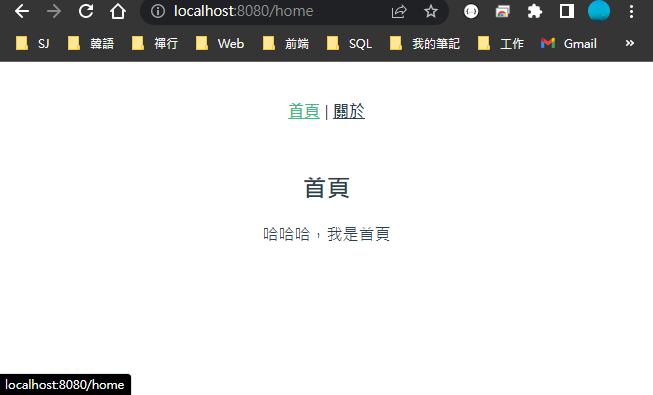 localhost:8080/home
SJ 韓語 禪行 Web 前端 SQL 我的筆記 工作 Gmail »
首頁 | 關於
首頁
哈哈哈，我是首頁
localhost:8080/home